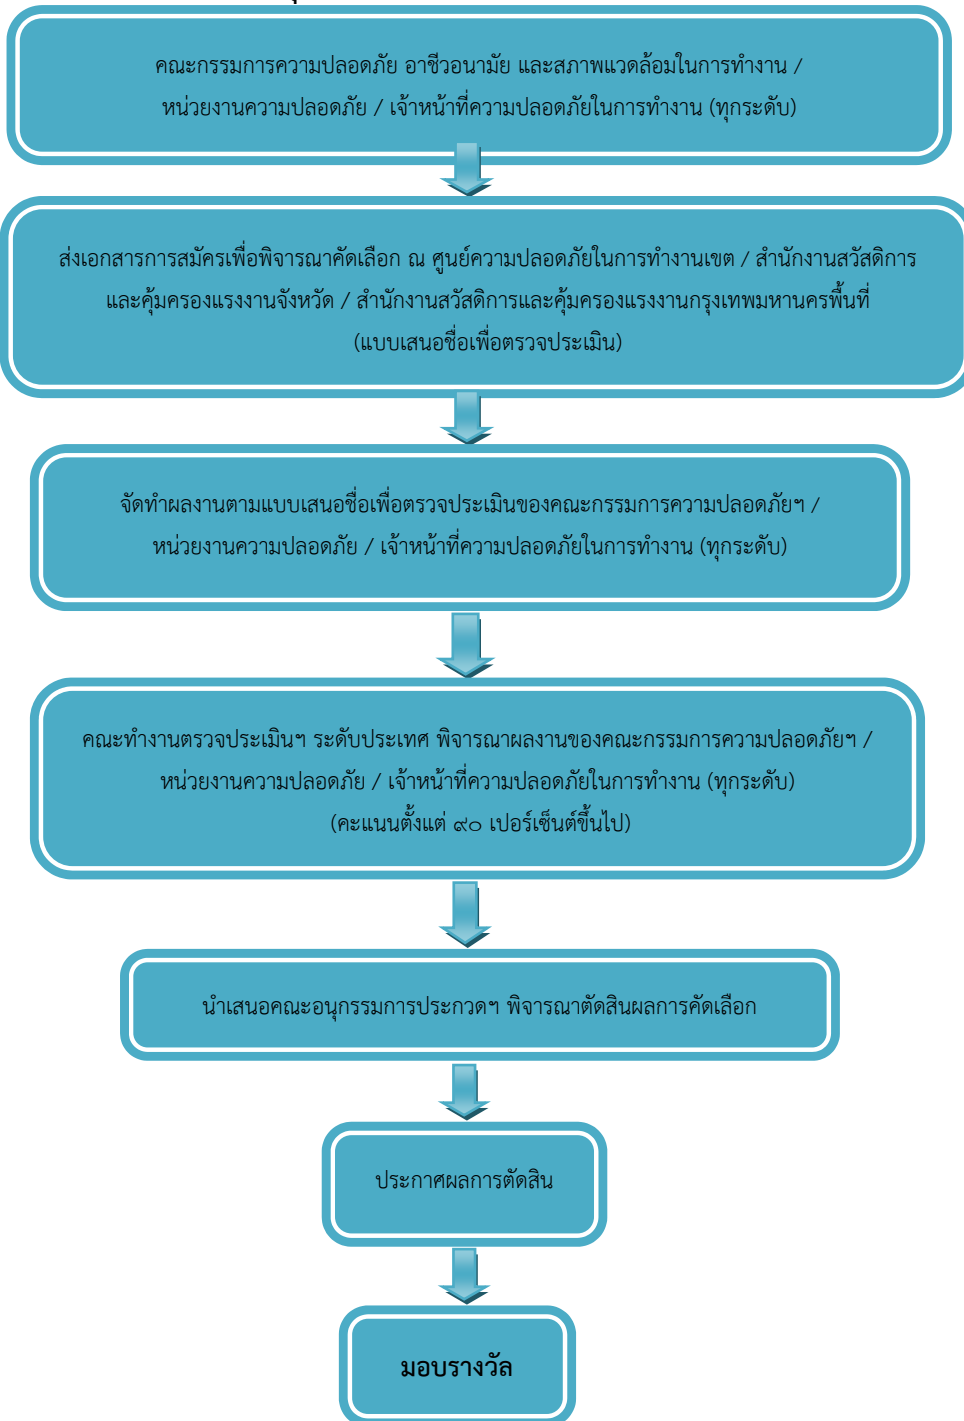 คณะกรรมการความปลอดภัย อาชีวอนามัย และสภาพแวดล้อมในการทำงาน /
หน่วยงานความปลอดภัย / เจ้าหน้าที่ความปลอดภัยในการทำงาน (ทุกระดับ)
ส่งเอกสารการสมัครเพื่อพิจารณาคัดเลือก ณ ศูนย์ความปลอดภัยในการทำงานเขต / สำนักงานสวัสดิการ
และคุ้มครองแรงงานจังหวัด / สำนักงานสวัสดิการและคุ้มครองแรงงานกรุงเทพมหานครพื้นที่
(แบบเสนอชื่อเพื่อตรวจประเมิน)
จัดทำผลงานตามแบบเสนอชื่อเพื่อตรวจประเมินของคณะกรรมการความปลอดภัยฯ /
หน่วยงานความปลอดภัย / เจ้าหน้าที่ความปลอดภัยในการทำงาน (ทุกระดับ)
คณะทำงานตรวจประเมินฯ ระดับประเทศ พิจารณาผลงานของคณะกรรมการความปลอดภัยฯ /
หน่วยงานความปลอดภัย / เจ้าหน้าที่ความปลอดภัยในการทำงาน (ทุกระดับ)
(คะแนนตั้งแต่ ๙๐ เปอร์เซ็นต์ขึ้นไป)
นำเสนอคณะอนุกรรมการประกวดฯ พิจารณาตัดสินผลการคัดเลือก
ประกาศผลการตัดสิน
มอบรางวัล